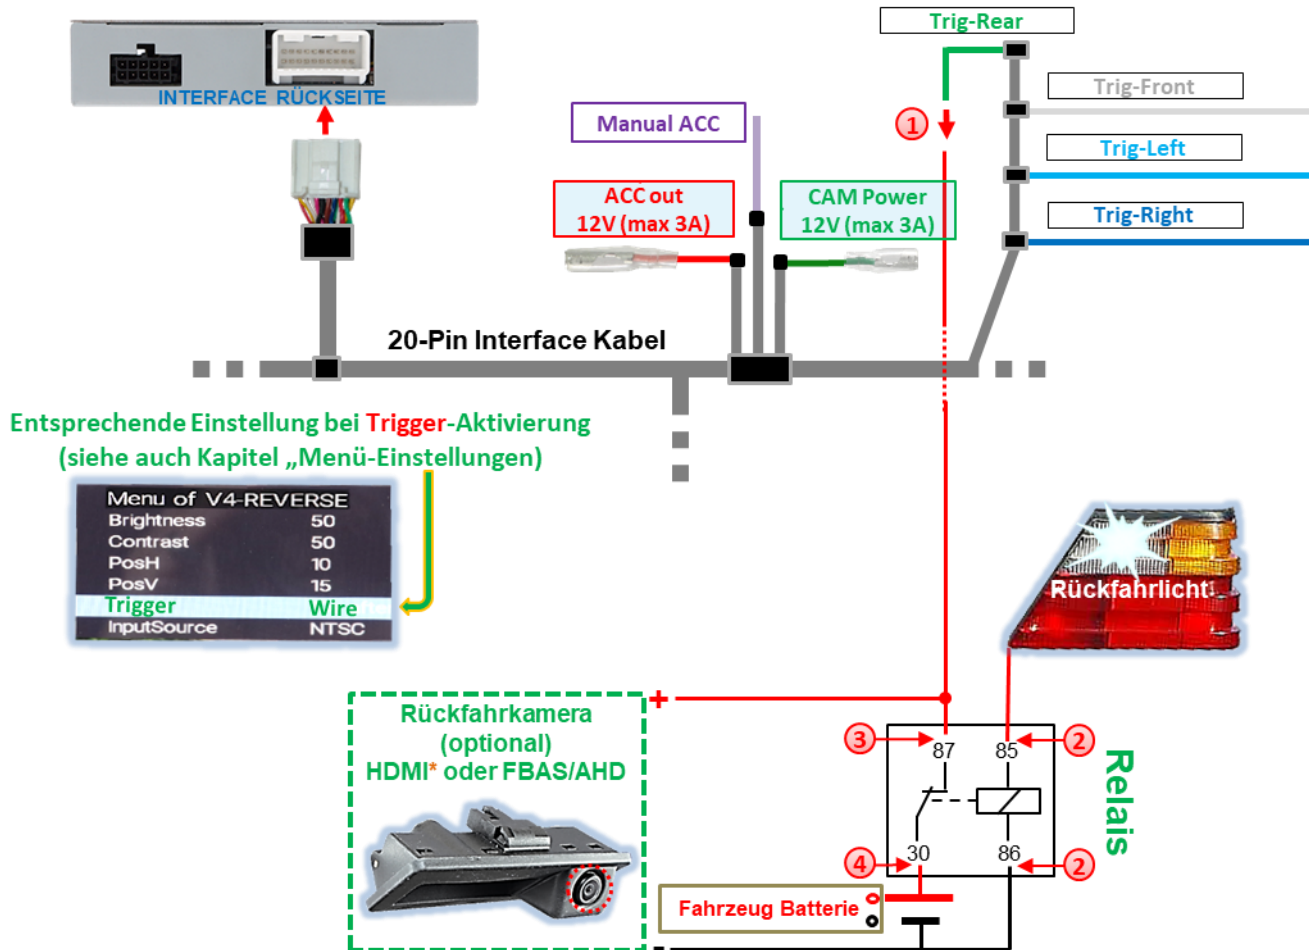 Trig-Rear
INTERFACE RÜCKSEITE
Trig-Front
Manual ACC
1
Trig-Left
ACC out
12V (max 3A)
CAM Power
12V (max 3A)
Trig-Right
20-Pin Interface Kabel
Entsprechende Einstellung bei Trigger-Aktivierung
(siehe auch Kapitel „Menü-Einstellungen)
Menu of V4-REVERSE
Brightness 50
Contrast 50
PosH 10
PosV 15
Trigger Wire
InputSource NTSC
Rückfahrlicht
+
Rückfahrkamera
(optional)
HDMI* oder FBAS/AHD
3
87
85
2
Relais
4
30
86
2
Fahrzeug Batterie
-